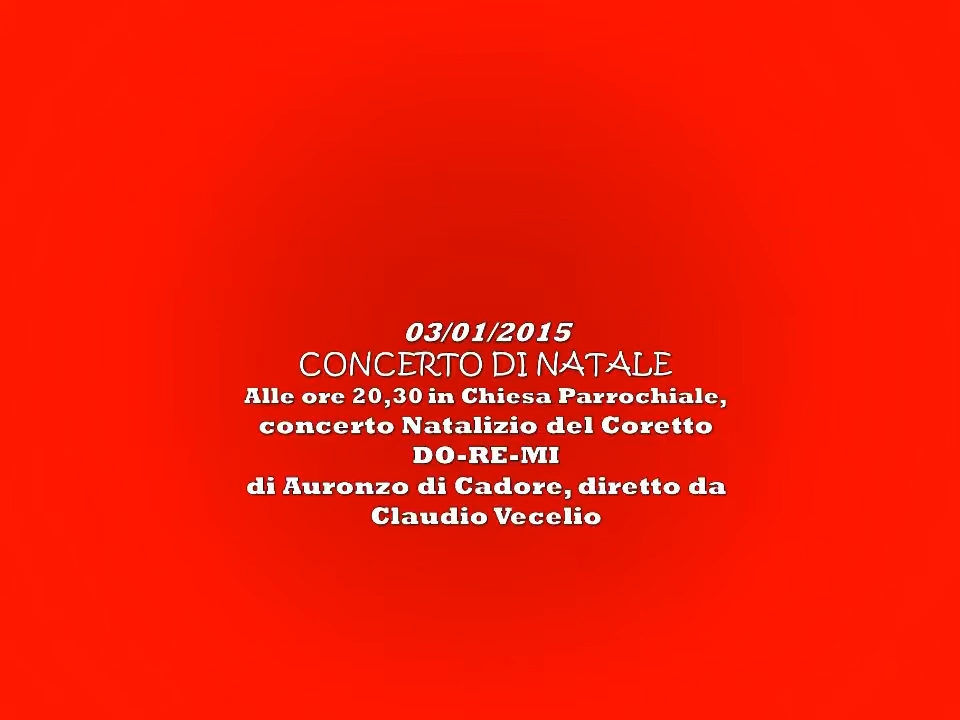 03/01/2015
CONCERTO DI NATALE
Alle ore 20,30 in Chiesa Parrochiale,
concerto Natalizio del Coretto
DO-RE-MI
di Auronzo di Cadore, diretto da
Claudio Vecelio